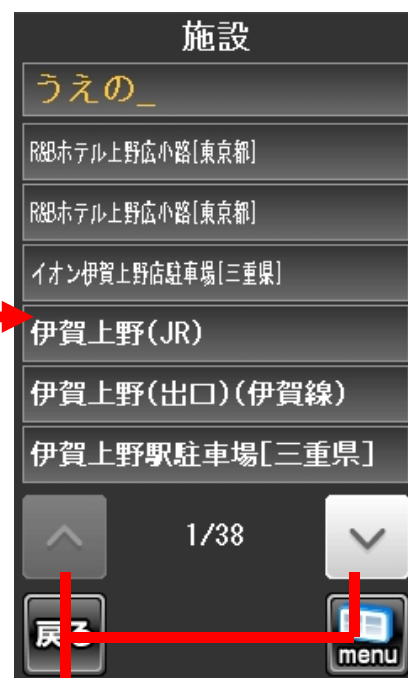 施設
うえの_
R&Bホテル上野広小路[東京都]
R&Bホテル上野広小路[東京都]
イオン伊賀上野店駐車場[三重県]
伊賀上野(JR)
伊賀上野(出口)(伊賀線)
伊賀上野駅駐車場[三重県]
1/38
戻る
menu